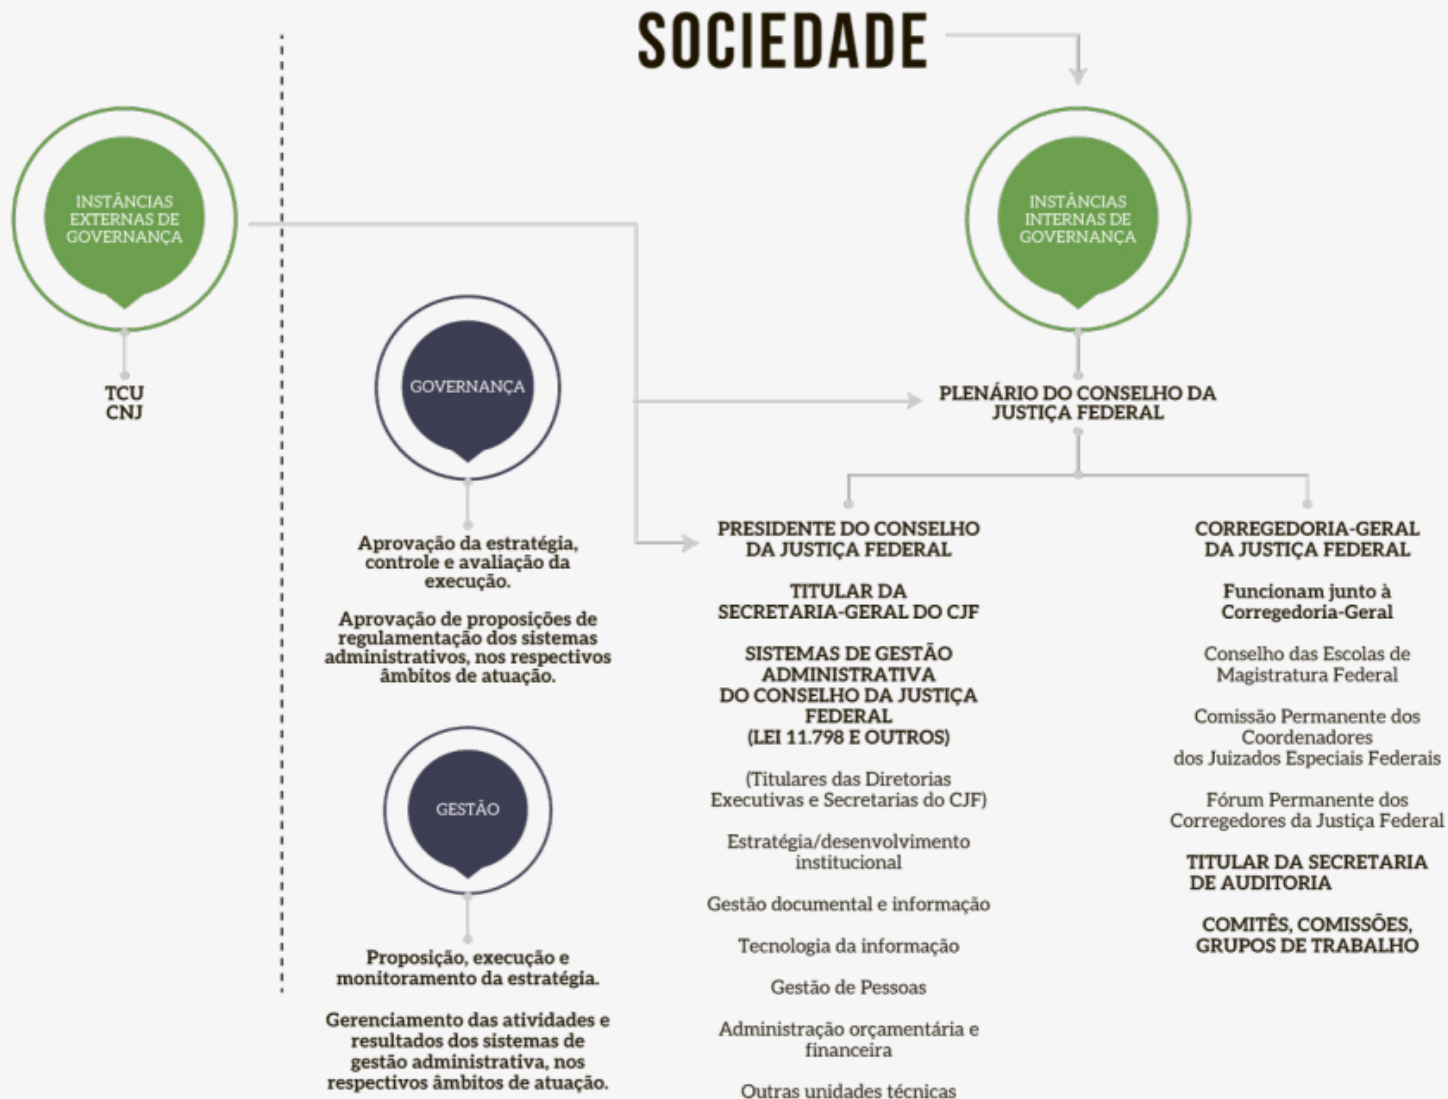 SOCIEDADE
INSTÂNCIAS
EXTERNAS DE
GOVERNANÇA
TCU
CNJ
GOVERNANÇA
Aprovação da estratégia,
controle e avaliação da
execução.
Aprovação de proposições de
regulamentação dos sistemas
administrativos, nos respectivos
âmbitos de atuação.
GESTÃO
Proposição, execução e
monitoramento da estratégia.
Gerenciamento das atividades e
resultados dos sistemas de
gestão administrativa, nos
respectivos âmbitos de atuação.
INSTÂNCIAS
INTERNAS DE
GOVERNANÇA
PLENÁRIO DO CONSELHO DA
JUSTIÇA FEDERAL
PRESIDENTE DO CONSELHO
DA JUSTIÇA FEDERAL
TITULAR DA
SECRETARIA-GERAL DO CJF
SISTEMAS DE GESTÃO
ADMINISTRATIVA
DO CONSELHO DA JUSTIÇA
FEDERAL
(LEI 11.798 E OUTROS)
(Titulares das Diretorias
Executivas e Secretarias do CJF)
Estratégia/desenvolvimento
institucional
Gestão documental e informação
Tecnologia da informação
Gestão de Pessoas
Administração orçamentária e
financeira
Outras unidades técnicas
CORREGEDORIA-GERAL
DA JUSTIÇA FEDERAL
Funcionam junto à
Corregedoria-Geral
Conselho das Escolas de
Magistratura Federal
Comissão Permanente dos
Coordenadores
dos Juizados Especiais Federais
Fórum Permanente dos
Corregedores da Justiça Federal
TITULAR DA SECRETARIA
DE AUDITORIA
COMITÊS, COMISSÕES,
GRUPOS DE TRABALHO